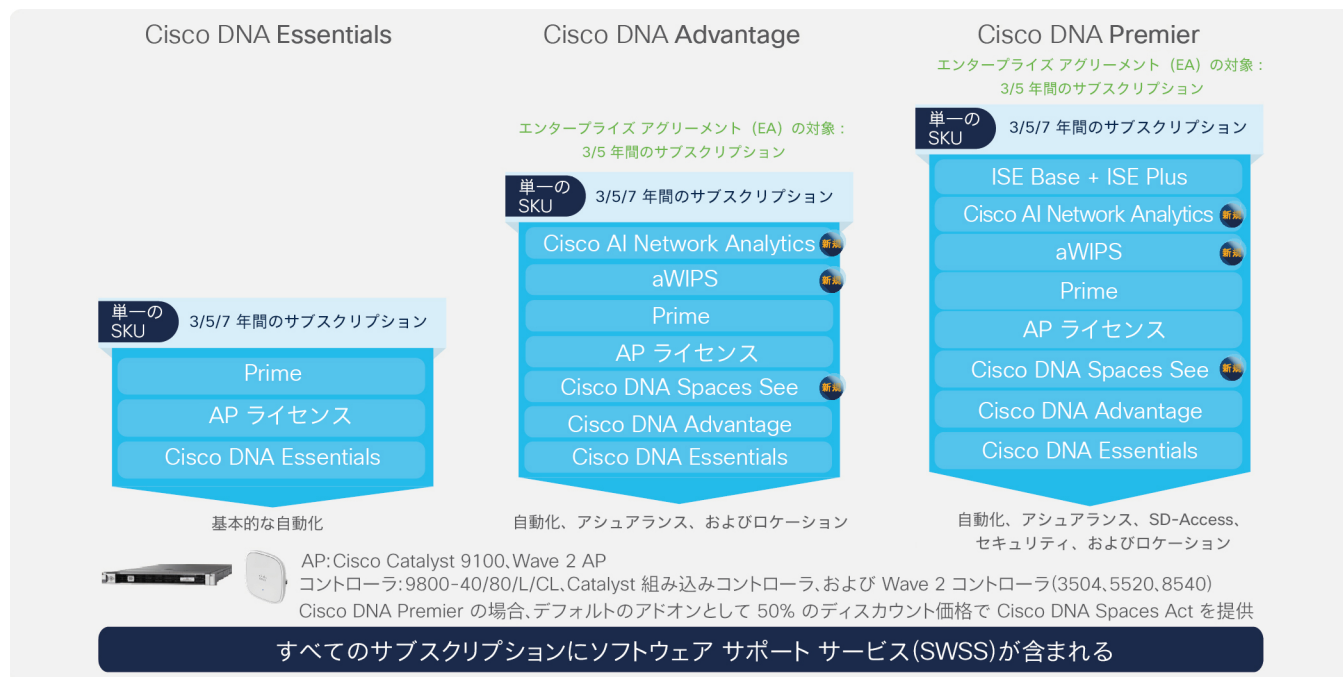 Cisco DNA Essentials
単一の
SKU
3/5/7 年間のサブスクリプション
Prime
AP ライセンス
Cisco DNA Essentials
基本的な自動化
Cisco DNA Advantage
エンタープライズ アグリーメント（EA）の対象：
3/5 年間のサブスクリプション
単一の
SKU
3/5/7 年間のサブスクリプション
Cisco AI Network Analytics 新規
aWIPS 新規
Prime
AP ライセンス
Cisco DNA Spaces See 新規
Cisco DNA Advantage
Cisco DNA Essentials
自動化、アシュアランス、およびロケーション
Cisco DNA Premier
エンタープライズ アグリーメント（EA）の対象：
3/5 年間のサブスクリプション
単一の
SKU
3/5/7 年間のサブスクリプション
ISE Base + ISE Plus
Cisco AI Network Analytics 新規
aWIPS 新規
Prime
AP ライセンス
Cisco DNA Spaces See 新規
Cisco DNA Advantage
Cisco DNA Essentials
自動化、アシュアランス、SD-Access、
セキュリティ、およびロケーション
AP:Cisco Catalyst 9100、Wave 2 AP
コントローラ:9800-40/80/L/CL、Catalyst 組み込みコントローラ、および Wave 2 コントローラ(3504、5520、8540)
Cisco DNA Premier の場合、デフォルトのアドオンとして 50% のディスカウント価格で Cisco DNA Spaces Act を提供
すべてのサブスクリプションにソフトウェア サポート サービス(SWSS)が含まれる